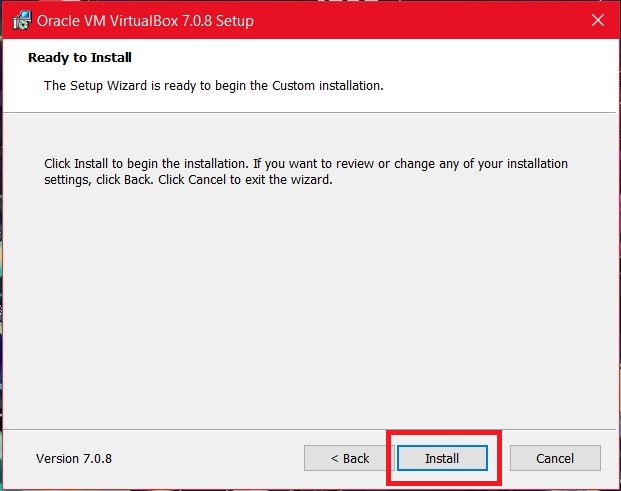 Oracle VM VirtualBox 7.0.8 Setup
Ready to Install
The Setup Wizard is ready to begin the Custom installation.
Click Install to begin the installation. If you want to review or change any of your installation
settings, click Back. Click Cancel to exit the wizard.
Version 7.0.8
< Back
Install
Cancel